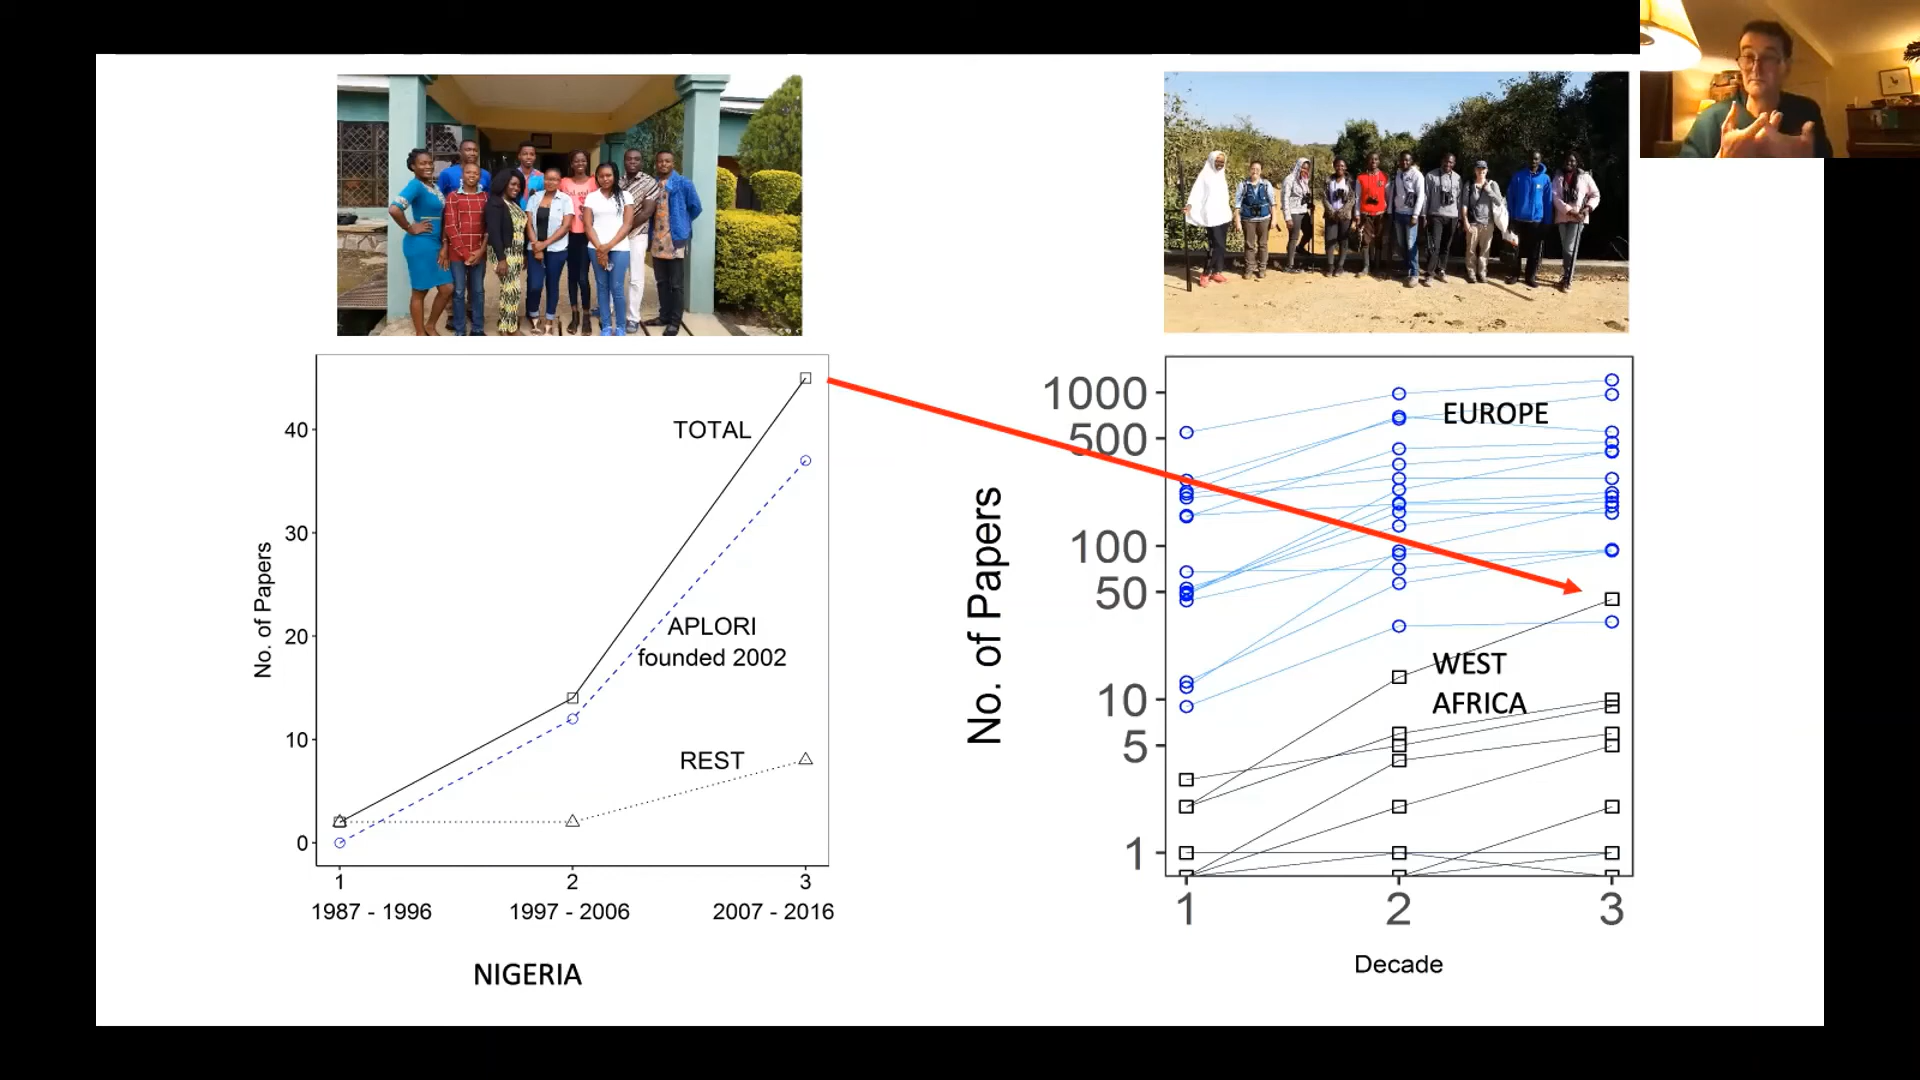 40
30
20
10
0
No. of Papers
TOTAL
APLORI
founded 2002
REST
1
2
3
1987 - 1996
1997 - 2006
2007 - 2016
NIGERIA
1000
500
100
50
10
5
1
No. of Papers
EUROPE
WEST
AFRICA
1
2
3
Decade